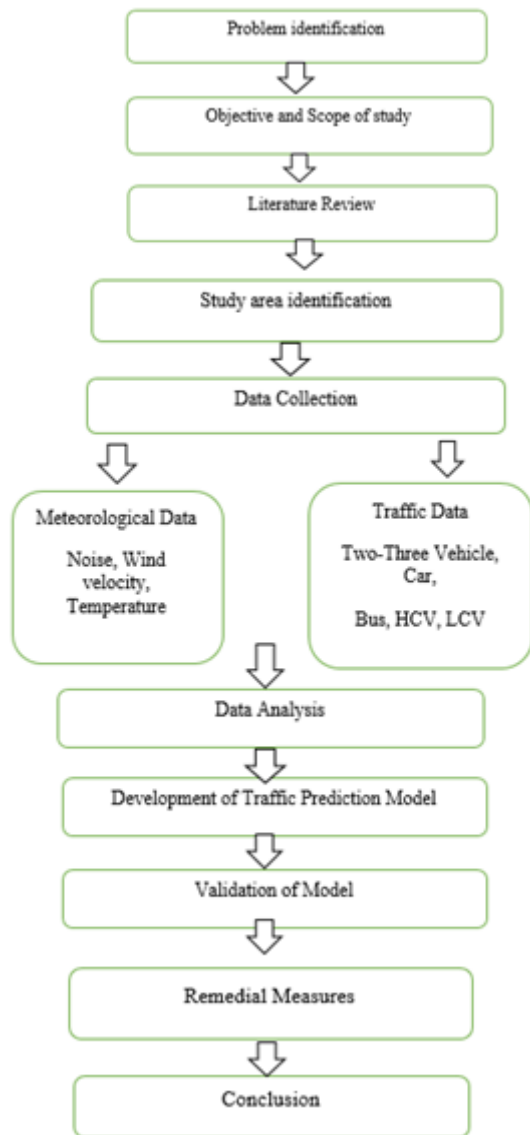 Problem identification
Objective and Scope of study
Literature Review
Study area identification
Data Collection
Meteorological Data
Noise, Wind
velocity,
Temperature
Traffic Data
Two-Three Vehicle,
Car,
Bus, HCV, LCV
Data Analysis
Development of Traffic Prediction Model
Validation of Model
Remedial Measures
Conclusion